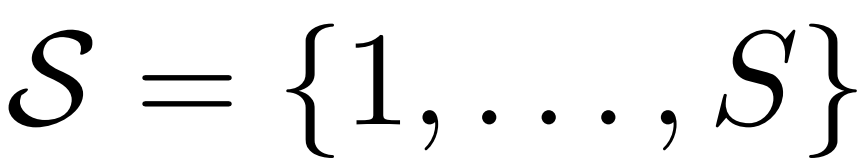 𝒮 = {1, . . . , S}